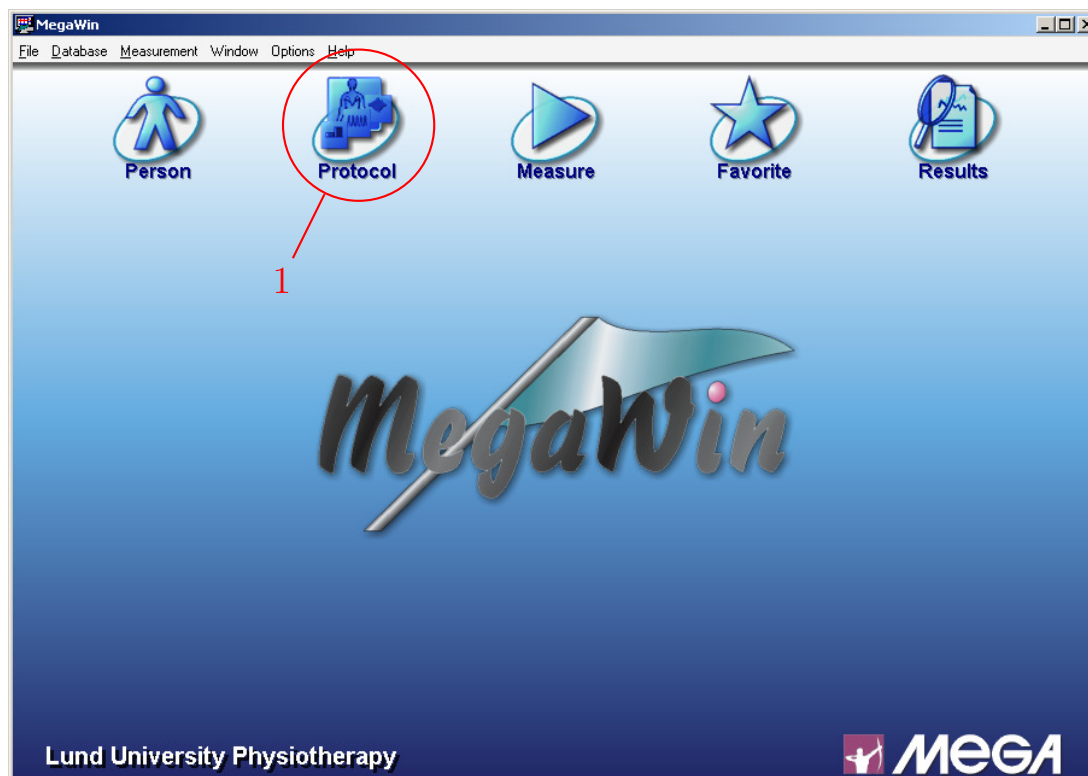 MegaWin
File Database Measurement Window Options Help
Person Protocol Measure Favorite Results
1
MegaWin
Lund University Physiotherapy
MEGA